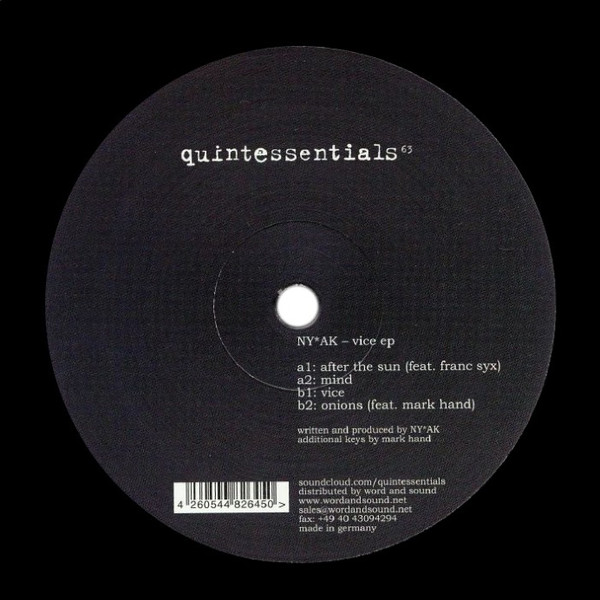 quintessentials 63
NY*AK – vice ep
a1: after the sun (feat. franc syx)
a2: mind
b1: vice
b2: onions (feat. mark hand)
written and produced by NY*AK
additional keys by mark hand
soundcloud.com/quintessentials
distributed by word and sound
www.wordandsound.net
sales@wordandsound.net
fax: +49 40 43094294
made in germany
4 260544 826450 >